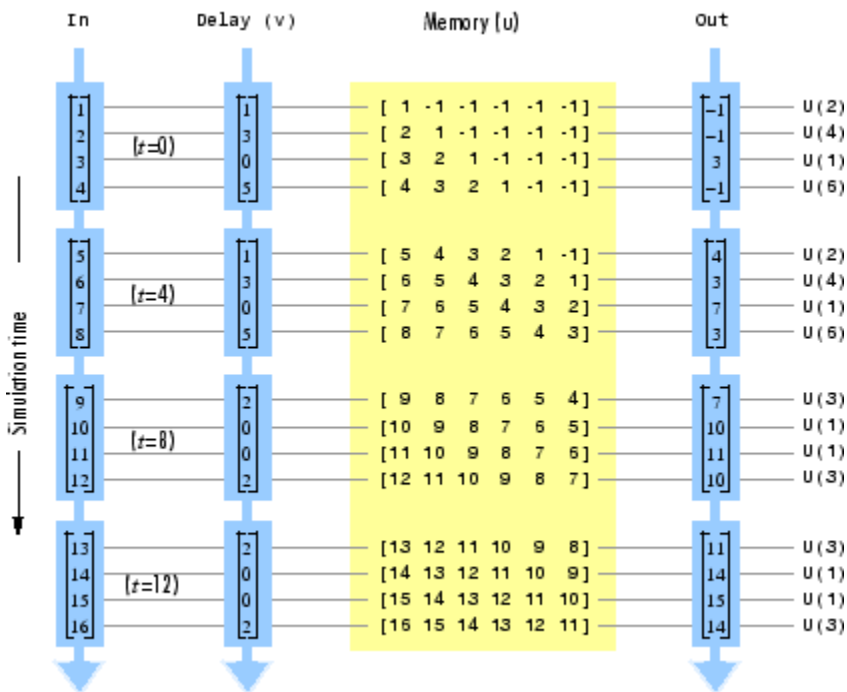 In Delay (v) Memory (u) Out
[1] [1] [ 1 -1 -1 -1 -1 -1] [-1] U(2)
2 3 [ 2 1 -1 -1 -1 -1] -1 U(4)
(t=0)
3 0 [ 3 2 1 -1 -1 -1] 3 U(1)
4 5 [ 4 3 2 1 -1 -1] -1 U(6)
5 1 [ 5 4 3 2 1 -1] 4 U(2)
6 3 [ 6 5 4 3 2 1] 3 U(4)
(t=4)
7 0 [ 7 6 5 4 3 2] 7 U(1)
8 5 [ 8 7 6 5 4 3] 3 U(6)
Simulation time
9 2 [ 9 8 7 6 5 4] 7 U(3)
10 0 [10 9 8 7 6 5] 10 U(1)
(t=8)
11 0 [11 10 9 8 7 6] 11 U(1)
12 2 [12 11 10 9 8 7] 10 U(3)
13 2 [13 12 11 10 9 8] 11 U(3)
14 0 [14 13 12 11 10 9] 14 U(1)
(t=12)
15 0 [15 14 13 12 11 10] 15 U(1)
16 2 [16 15 14 13 12 11] 14 U(3)